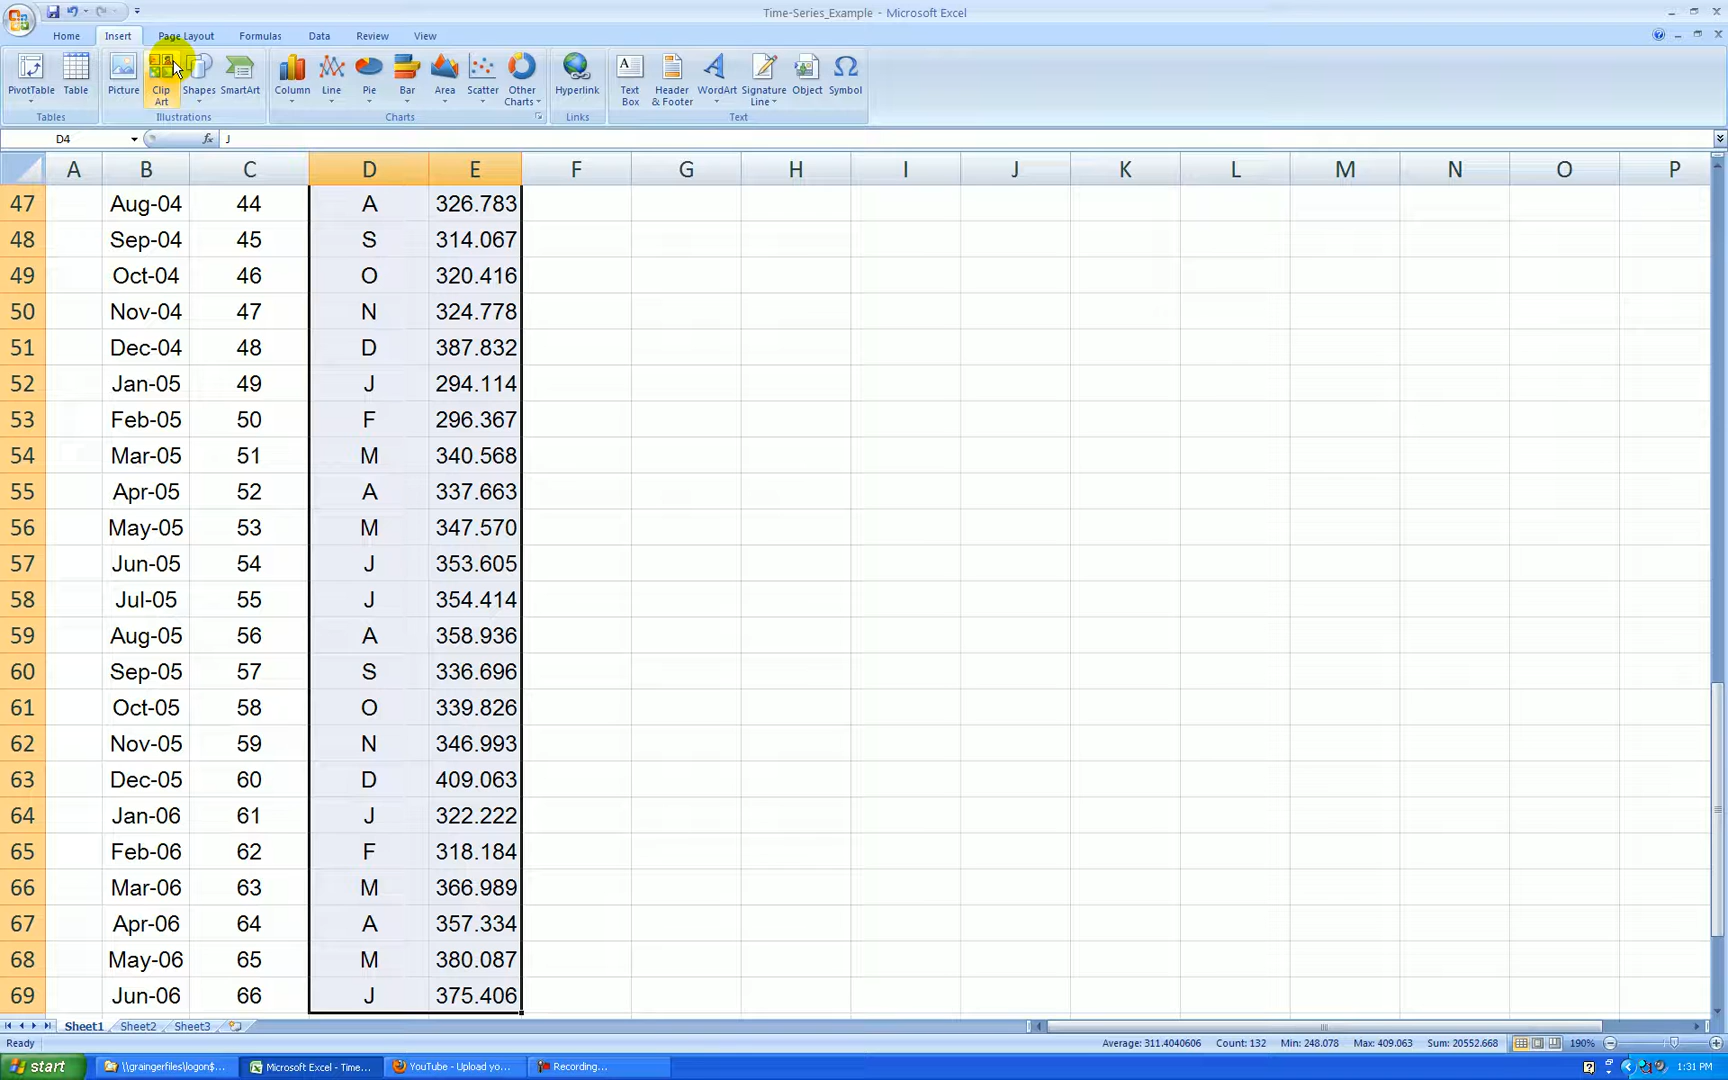 Time-Series_Example - Microsoft Excel
Home Insert Page Layout Formulas Data Review View
PivotTable Table Picture Clip Art Shapes SmartArt Column Line Pie Bar Area Scatter Other Charts Hyperlink Text Box Header & Footer WordArt Signature Line Object Symbol
Tables Illustrations Charts Links Text
D4 fx J
A B C D E F G H I J K L M N O P
47 Aug-04 44 A 326.783
48 Sep-04 45 S 314.067
49 Oct-04 46 O 320.416
50 Nov-04 47 N 324.778
51 Dec-04 48 D 387.832
52 Jan-05 49 J 294.114
53 Feb-05 50 F 296.367
54 Mar-05 51 M 340.568
55 Apr-05 52 A 337.663
56 May-05 53 M 347.570
57 Jun-05 54 J 353.605
58 Jul-05 55 J 354.414
59 Aug-05 56 A 358.936
60 Sep-05 57 S 336.696
61 Oct-05 58 O 339.826
62 Nov-05 59 N 346.993
63 Dec-05 60 D 409.063
64 Jan-06 61 J 322.222
65 Feb-06 62 F 318.184
66 Mar-06 63 M 366.989
67 Apr-06 64 A 357.334
68 May-06 65 M 380.087
69 Jun-06 66 J 375.406
Sheet1 Sheet2 Sheet3
Ready Average: 311.4040606 Count: 132 Min: 248.078 Max: 409.063 Sum: 20552.668 190%
start \\graingerfiles\logon$... Microsoft Excel - Time... YouTube - Upload yo... Recording... 1:31 PM